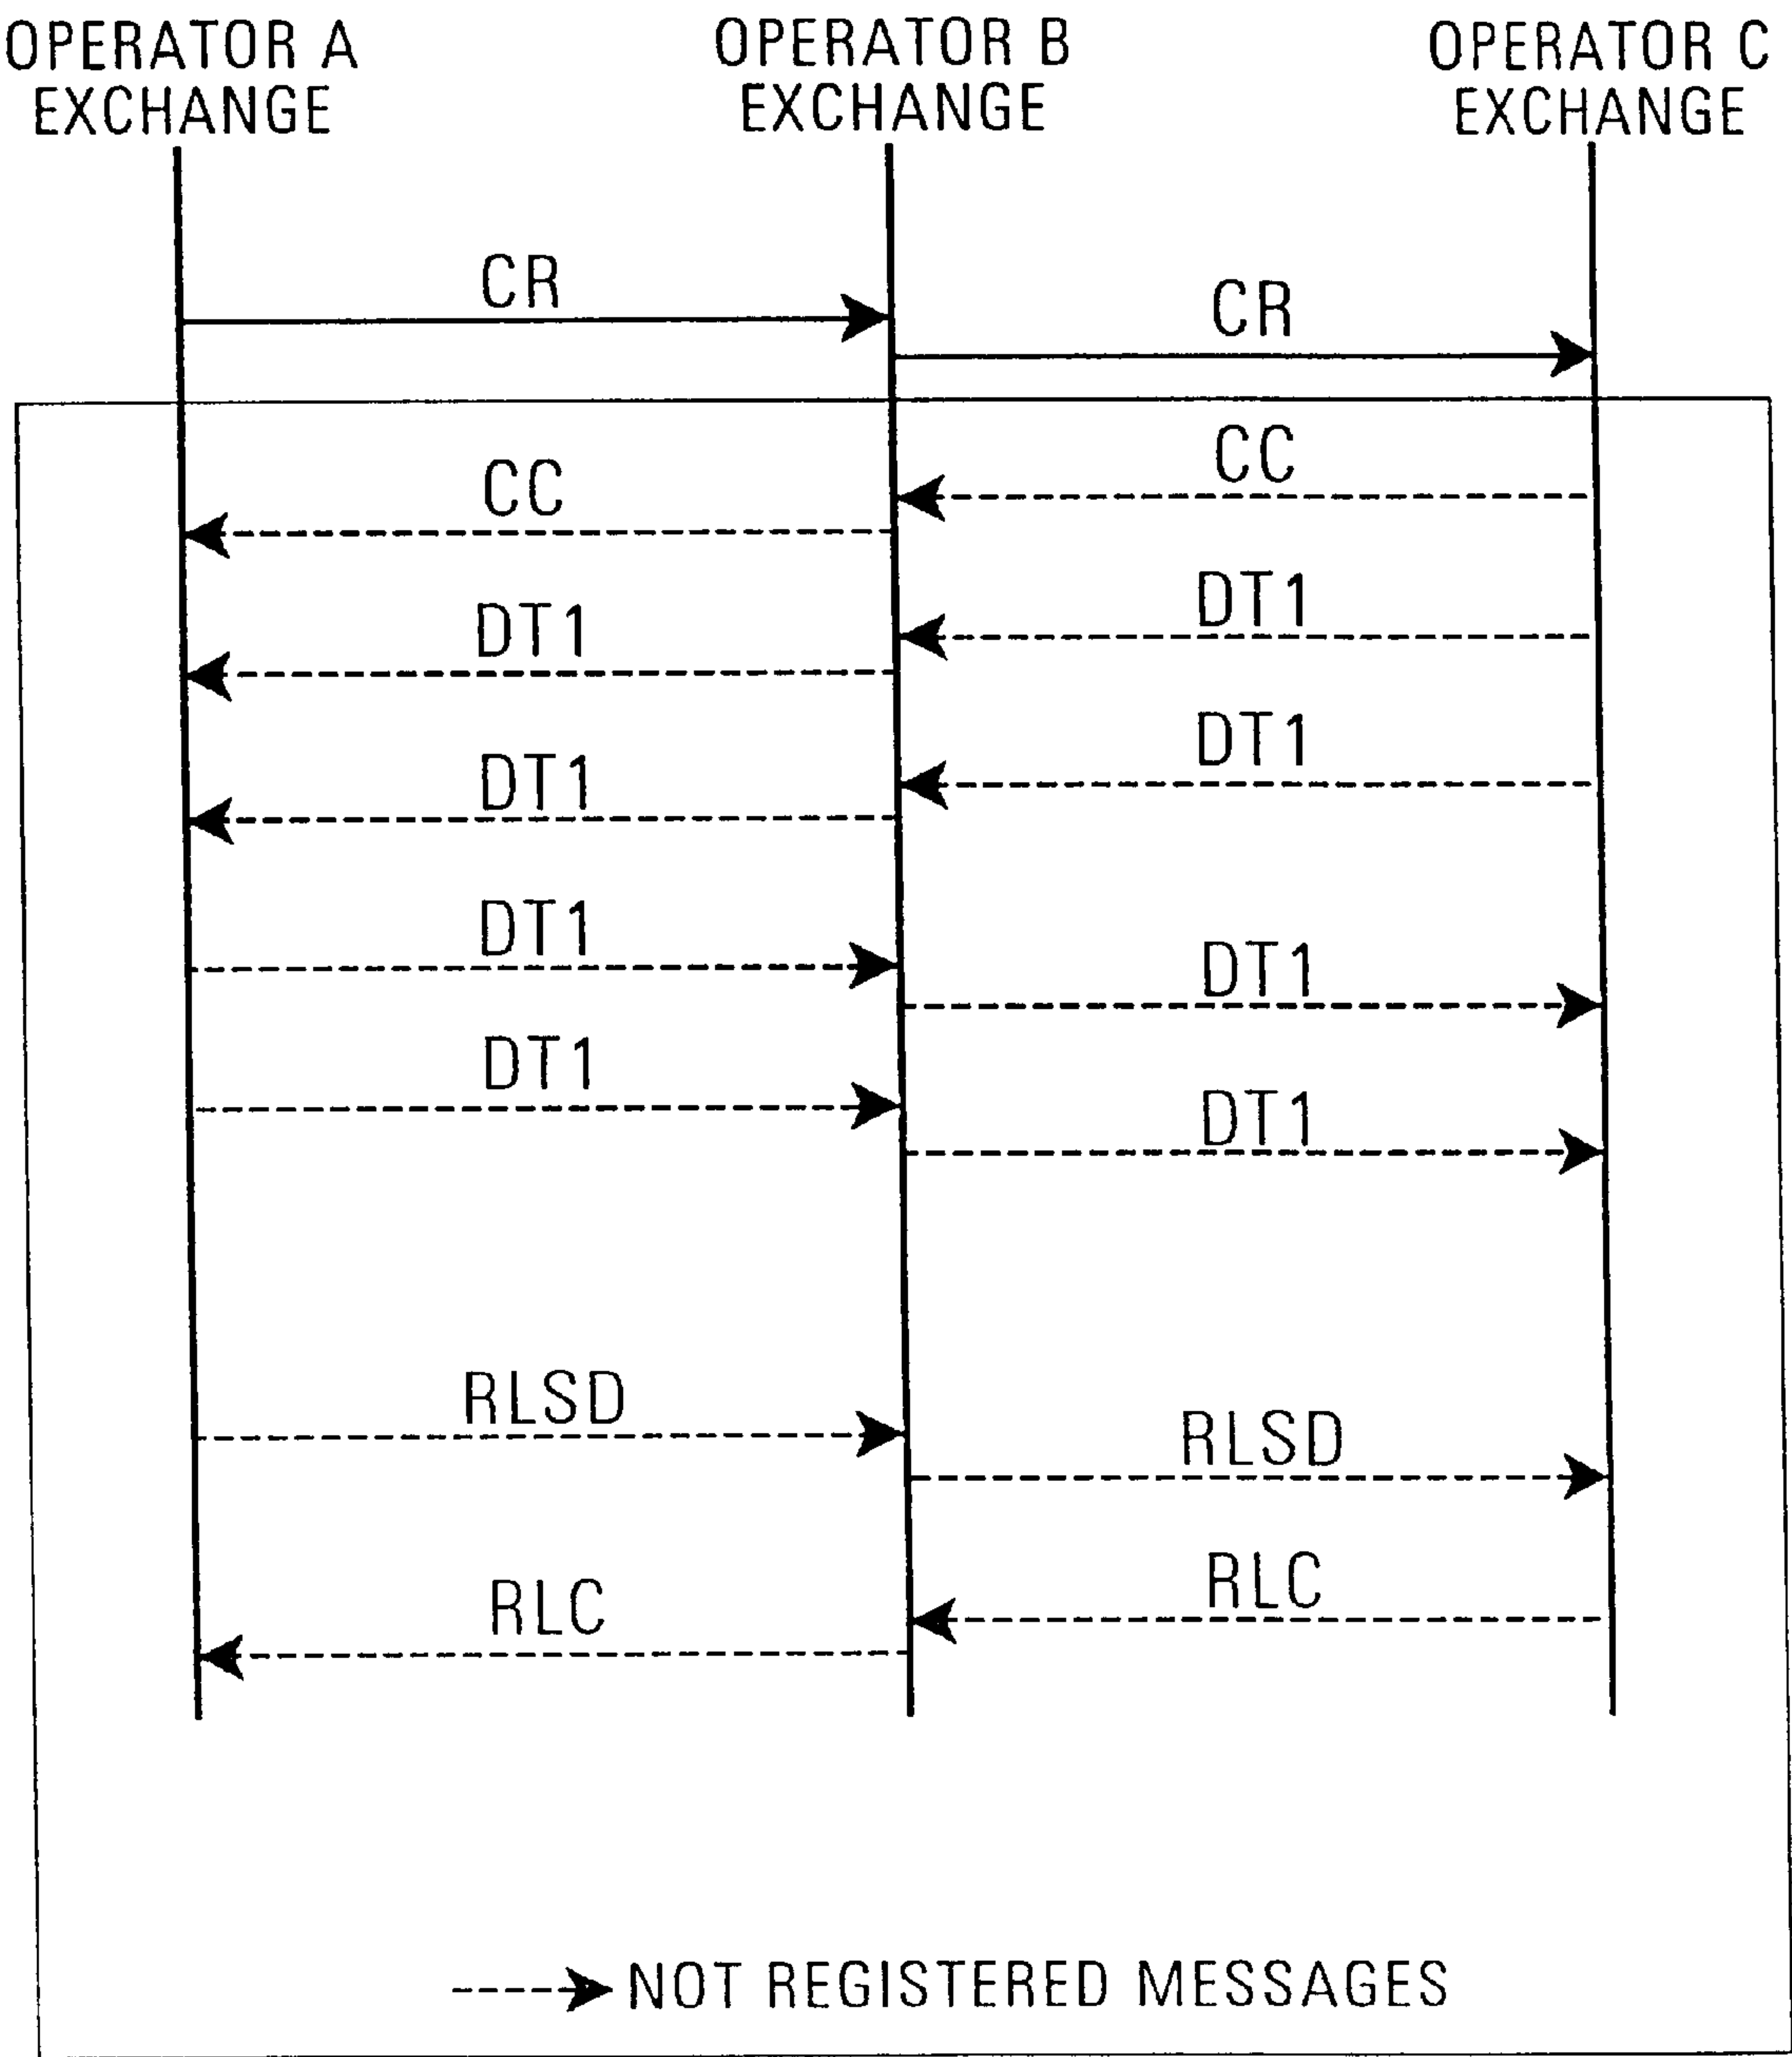 OPERATOR A
EXCHANGE
OPERATOR B
EXCHANGE
OPERATOR C
EXCHANGE
CR
CR
CC
CC
DT1
DT1
DT1
DT1
DT1
DT1
DT1
DT1
RLSD
RLSD
RLC
RLC
NOT REGISTERED MESSAGES